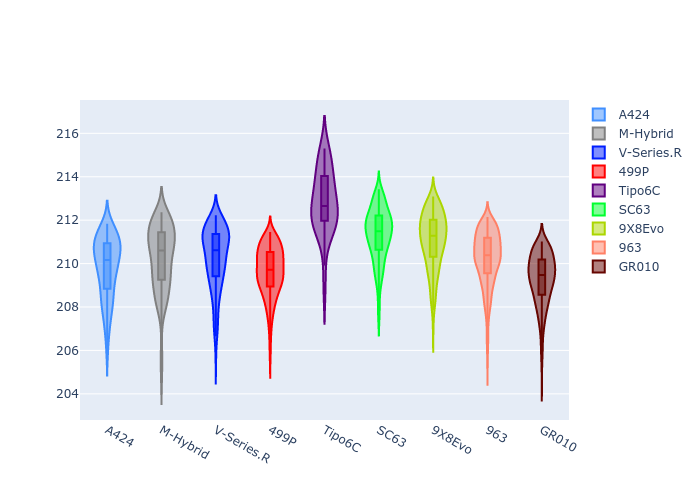 216
214
212
210
208
206
204
A424
M-Hybrid
V-Series.R
499P
Tipo6C
SC63
9X8Evo
963
GR010
A424
M-Hybrid
V-Series.R
499P
Tipo6C
SC63
9X8Evo
963
GR010